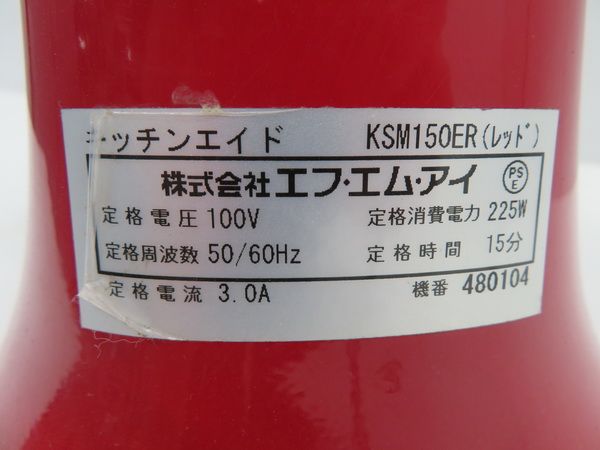 キッチンエイド KSM150ER(レッド)
株式会社エフ・エム・アイ PSE
定格電圧 100V 定格消費電力 225W
定格周波数 50/60Hz 定格時間 15分
定格電流 3.0A 機番 480104